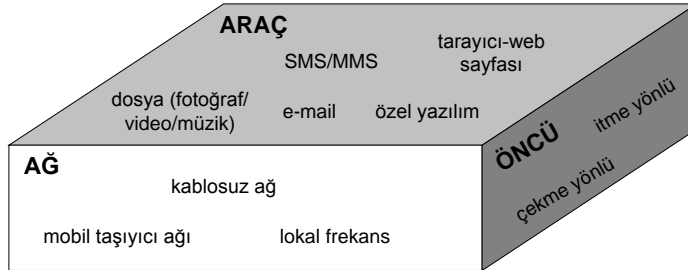 ARAÇ
SMS/MMS
tarayıcı-web
sayfası
dosya (fotoğraf/
video/müzik)
e-mail
özel yazılım
AĞ
kablosuz ağ
mobil taşıyıcı ağı
lokal frekans
ÖNCÜ
itme yönlü
çekme yönlü